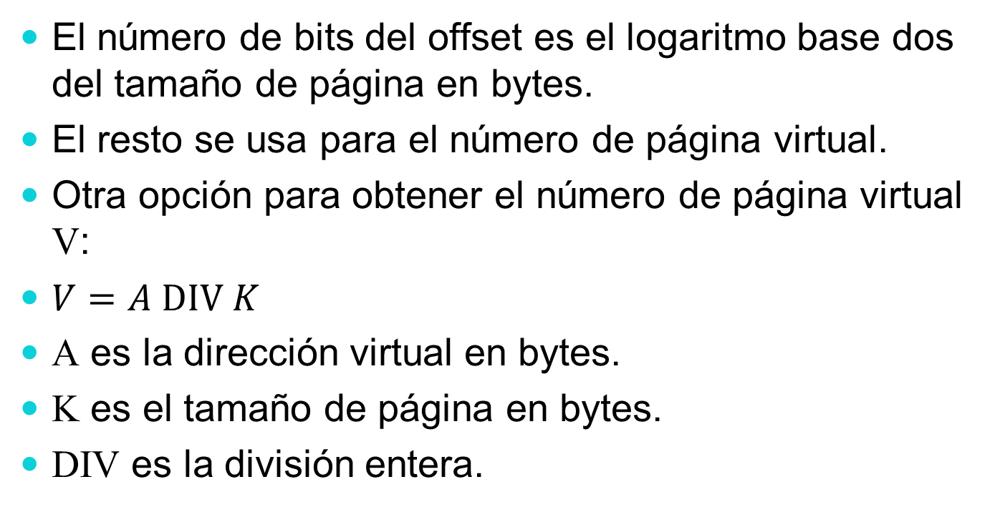 • El número de bits del offset es el logaritmo base dos
del tamaño de página en bytes.
• El resto se usa para el número de página virtual.
• Otra opción para obtener el número de página virtual
V:
• V = A DIV K
• A es la dirección virtual en bytes.
• K es el tamaño de página en bytes.
• DIV es la división entera.